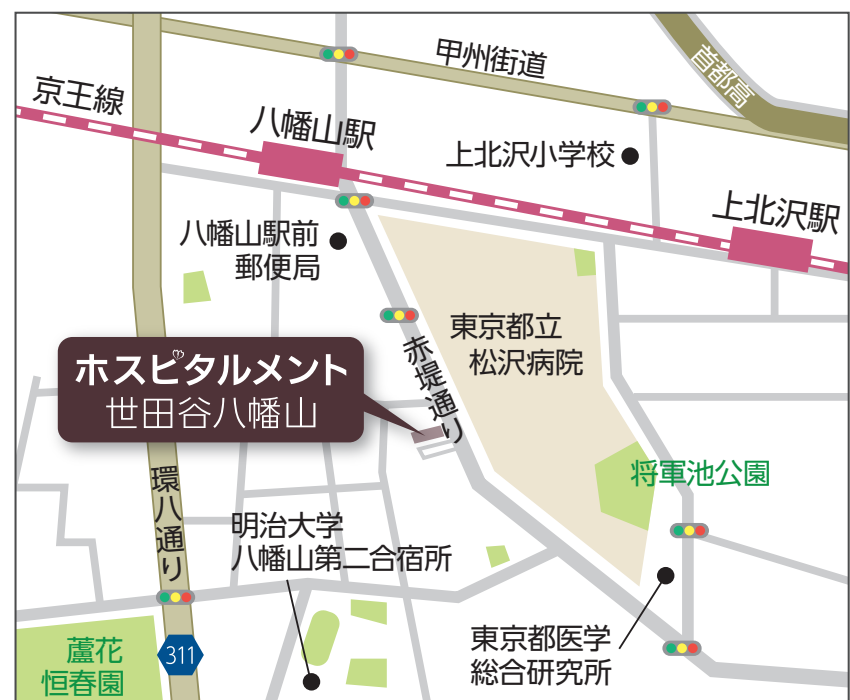 甲州街道
首都高
京王線
八幡山駅
上北沢小学校
上北沢駅
八幡山駅前
郵便局
東京都立
松沢病院
赤堤通り
ホスピタルメント
世田谷八幡山
将軍池公園
環八通り
明治大学
八幡山第二合宿所
東京都医学
総合研究所
蘆花
恒春園
311